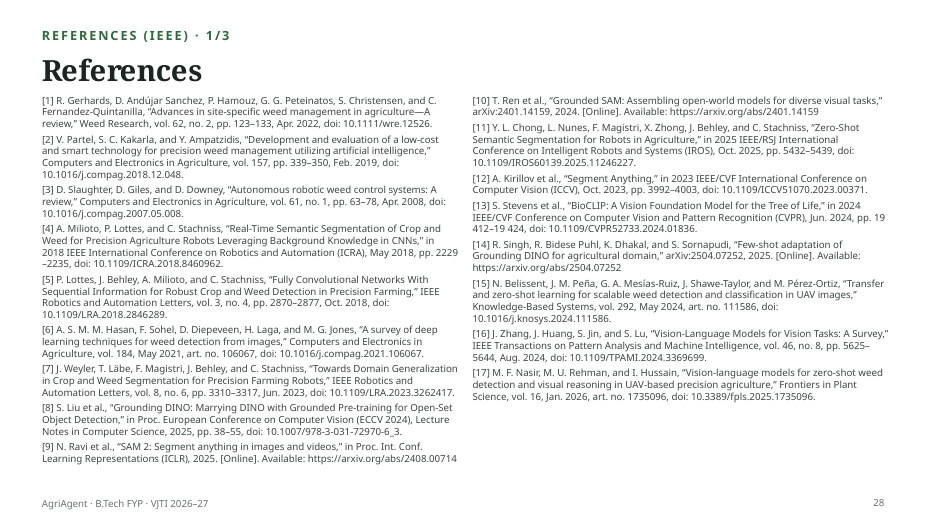 REFERENCES (IEEE) · 1/3
References
[1] R. Gerhards, D. Andújar Sanchez, P. Hamouz, G. G. Peteinatos, S. Christensen, and C.
Fernandez-Quintanilla, “Advances in site-specific weed management in agriculture—A
review,” Weed Research, vol. 62, no. 2, pp. 123–133, Apr. 2022, doi: 10.1111/wre.12526.
[2] V. Partel, S. C. Kakarla, and Y. Ampatzidis, “Development and evaluation of a low-cost
and smart technology for precision weed management utilizing artificial intelligence,”
Computers and Electronics in Agriculture, vol. 157, pp. 339–350, Feb. 2019, doi:
10.1016/j.compag.2018.12.048.
[3] D. Slaughter, D. Giles, and D. Downey, “Autonomous robotic weed control systems: A
review,” Computers and Electronics in Agriculture, vol. 61, no. 1, pp. 63–78, Apr. 2008, doi:
10.1016/j.compag.2007.05.008.
[4] A. Milioto, P. Lottes, and C. Stachniss, “Real-Time Semantic Segmentation of Crop and
Weed for Precision Agriculture Robots Leveraging Background Knowledge in CNNs,” in
2018 IEEE International Conference on Robotics and Automation (ICRA), May 2018, pp. 2229
–2235, doi: 10.1109/ICRA.2018.8460962.
[5] P. Lottes, J. Behley, A. Milioto, and C. Stachniss, “Fully Convolutional Networks With
Sequential Information for Robust Crop and Weed Detection in Precision Farming,” IEEE
Robotics and Automation Letters, vol. 3, no. 4, pp. 2870–2877, Oct. 2018, doi:
10.1109/LRA.2018.2846289.
[6] A. S. M. M. Hasan, F. Sohel, D. Diepeveen, H. Laga, and M. G. Jones, “A survey of deep
learning techniques for weed detection from images,” Computers and Electronics in
Agriculture, vol. 184, May 2021, art. no. 106067, doi: 10.1016/j.compag.2021.106067.
[7] J. Weyler, T. Läbe, F. Magistri, J. Behley, and C. Stachniss, “Towards Domain Generalization
in Crop and Weed Segmentation for Precision Farming Robots,” IEEE Robotics and
Automation Letters, vol. 8, no. 6, pp. 3310–3317, Jun. 2023, doi: 10.1109/LRA.2023.3262417.
[8] S. Liu et al., “Grounding DINO: Marrying DINO with Grounded Pre-training for Open-Set
Object Detection,” in Proc. European Conference on Computer Vision (ECCV 2024), Lecture
Notes in Computer Science, 2025, pp. 38–55, doi: 10.1007/978-3-031-72970-6_3.
[9] N. Ravi et al., “SAM 2: Segment anything in images and videos,” in Proc. Int. Conf.
Learning Representations (ICLR), 2025. [Online]. Available: https://arxiv.org/abs/2408.00714
[10] T. Ren et al., “Grounded SAM: Assembling open-world models for diverse visual tasks,”
arXiv:2401.14159, 2024. [Online]. Available: https://arxiv.org/abs/2401.14159
[11] Y. L. Chong, L. Nunes, F. Magistri, X. Zhong, J. Behley, and C. Stachniss, “Zero-Shot
Semantic Segmentation for Robots in Agriculture,” in 2025 IEEE/RSJ International
Conference on Intelligent Robots and Systems (IROS), Oct. 2025, pp. 5432–5439, doi:
10.1109/IROS60139.2025.11246227.
[12] A. Kirillov et al., “Segment Anything,” in 2023 IEEE/CVF International Conference on
Computer Vision (ICCV), Oct. 2023, pp. 3992–4003, doi: 10.1109/ICCV51070.2023.00371.
[13] S. Stevens et al., “BioCLIP: A Vision Foundation Model for the Tree of Life,” in 2024
IEEE/CVF Conference on Computer Vision and Pattern Recognition (CVPR), Jun. 2024, pp. 19
412–19 424, doi: 10.1109/CVPR52733.2024.01836.
[14] R. Singh, R. Bidese Puhl, K. Dhakal, and S. Sornapudi, “Few-shot adaptation of
Grounding DINO for agricultural domain,” arXiv:2504.07252, 2025. [Online]. Available:
https://arxiv.org/abs/2504.07252
[15] N. Belissent, J. M. Peña, G. A. Mesías-Ruiz, J. Shawe-Taylor, and M. Pérez-Ortiz, “Transfer
and zero-shot learning for scalable weed detection and classification in UAV images,”
Knowledge-Based Systems, vol. 292, May 2024, art. no. 111586, doi:
10.1016/j.knosys.2024.111586.
[16] J. Zhang, J. Huang, S. Jin, and S. Lu, “Vision-Language Models for Vision Tasks: A Survey,”
IEEE Transactions on Pattern Analysis and Machine Intelligence, vol. 46, no. 8, pp. 5625–
5644, Aug. 2024, doi: 10.1109/TPAMI.2024.3369699.
[17] M. F. Nasir, M. U. Rehman, and I. Hussain, “Vision-language models for zero-shot weed
detection and visual reasoning in UAV-based precision agriculture,” Frontiers in Plant
Science, vol. 16, Jan. 2026, art. no. 1735096, doi: 10.3389/fpls.2025.1735096.
AgriAgent · B.Tech FYP · VJTI 2026–27
28